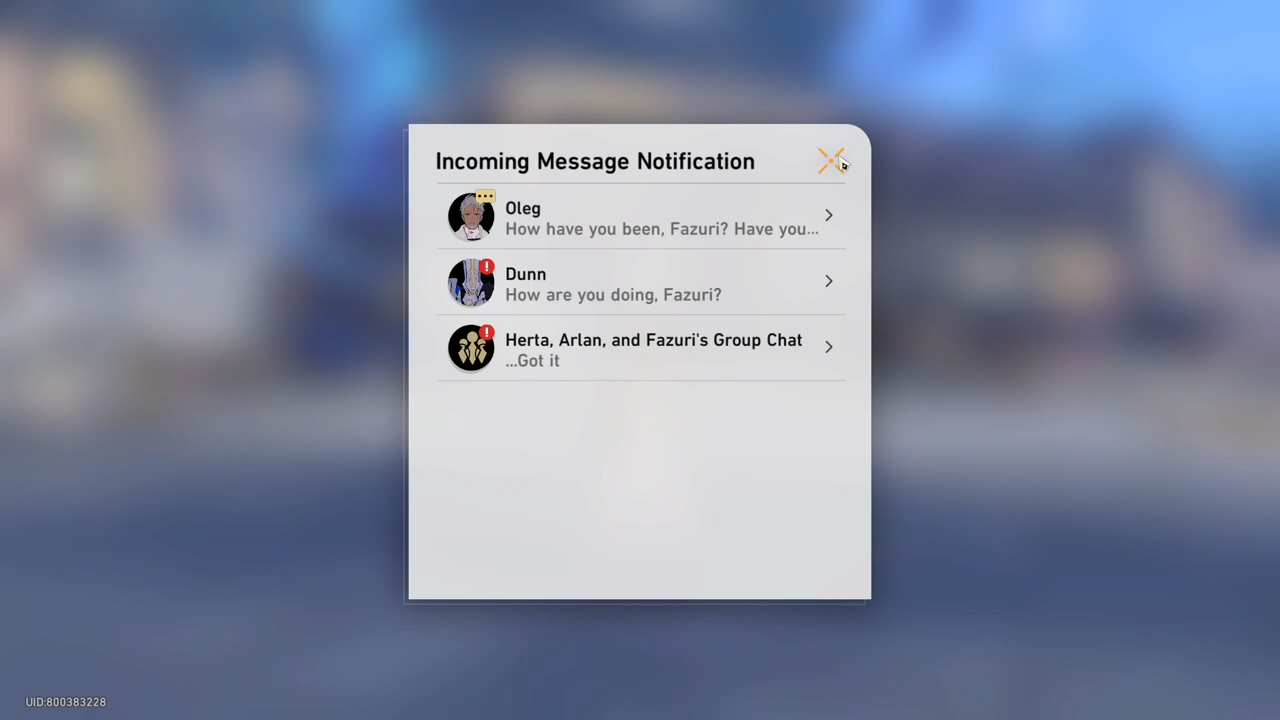 Incoming Message Notification
Oleg
How have you been, Fazuri? Have you...
Dunn
How are you doing, Fazuri?
Herta, Arlan, and Fazuri's Group Chat
...Got it
UID:800383228